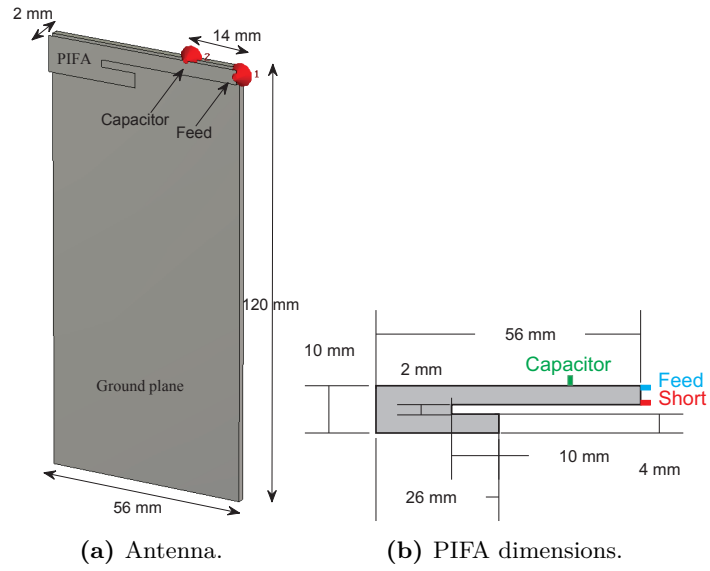 2 mm
14 mm
PIFA
2
1
Capacitor
Feed
120 mm
Ground plane
56 mm
(a) Antenna.
56 mm
10 mm
2 mm
Capacitor
Feed
Short
10 mm
4 mm
26 mm
(b) PIFA dimensions.